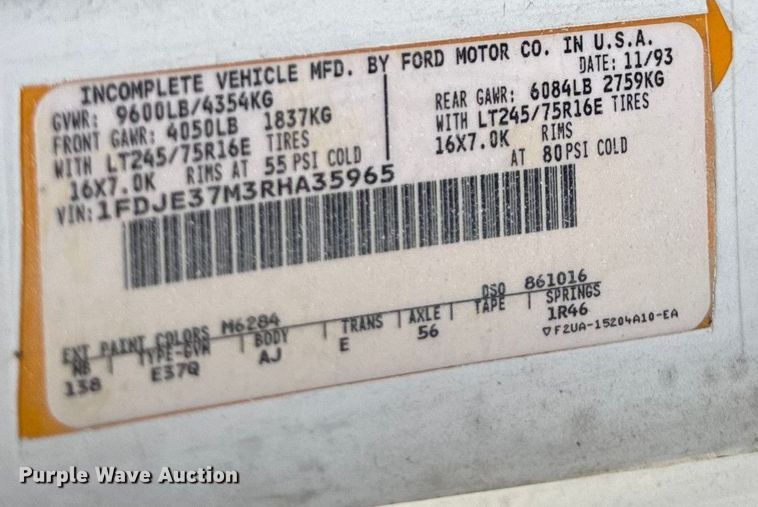 INCOMPLETE VEHICLE MFD. BY FORD MOTOR CO. IN U.S.A.
DATE: 11/93
GVWR: 9600LB/4354KG
FRONT GAWR: 4050LB 1837KG
WITH LT245/75R16E TIRES
16X7.0K RIMS AT 55 PSI COLD
REAR GAWR: 6084LB 2759KG
WITH LT245/75R16E TIRES
16X7.0K RIMS
AT 80PSI COLD
VIN: 1FDJE37M3RHA35965
EXT PAINT COLORS M6284 DSO 861016
WB TYPE-GVW BODY TRANS AXLE TAPE SPRINGS
138 E37Q AJ E 56 1R46
F2UA-15204A10-EA
Purple Wave Auction